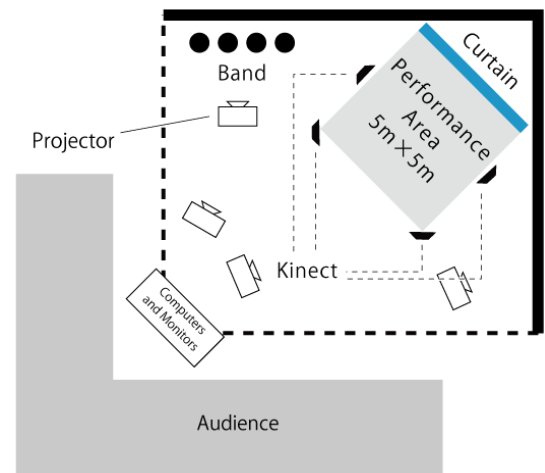 Band
Curtain
Performance
Area
5m×5m
Projector
Kinect
Computers
and Monitors
Audience